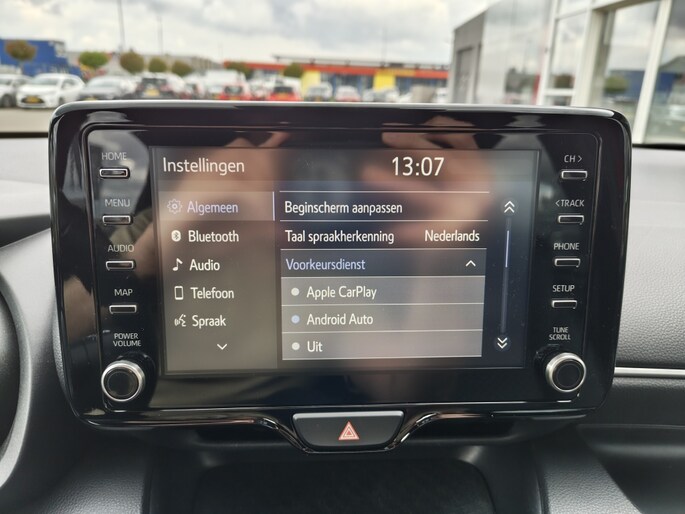 HOME
MENU
AUDIO
MAP
POWER
VOLUME
Instellingen
13:07
Algemeen
Bluetooth
Audio
Telefoon
Spraak
Beginscherm aanpassen
Taal spraakherkenning Nederlands
Voorkeursdienst
Apple CarPlay
Android Auto
Uit
CH >
< TRACK
PHONE
SETUP
TUNE
SCROLL